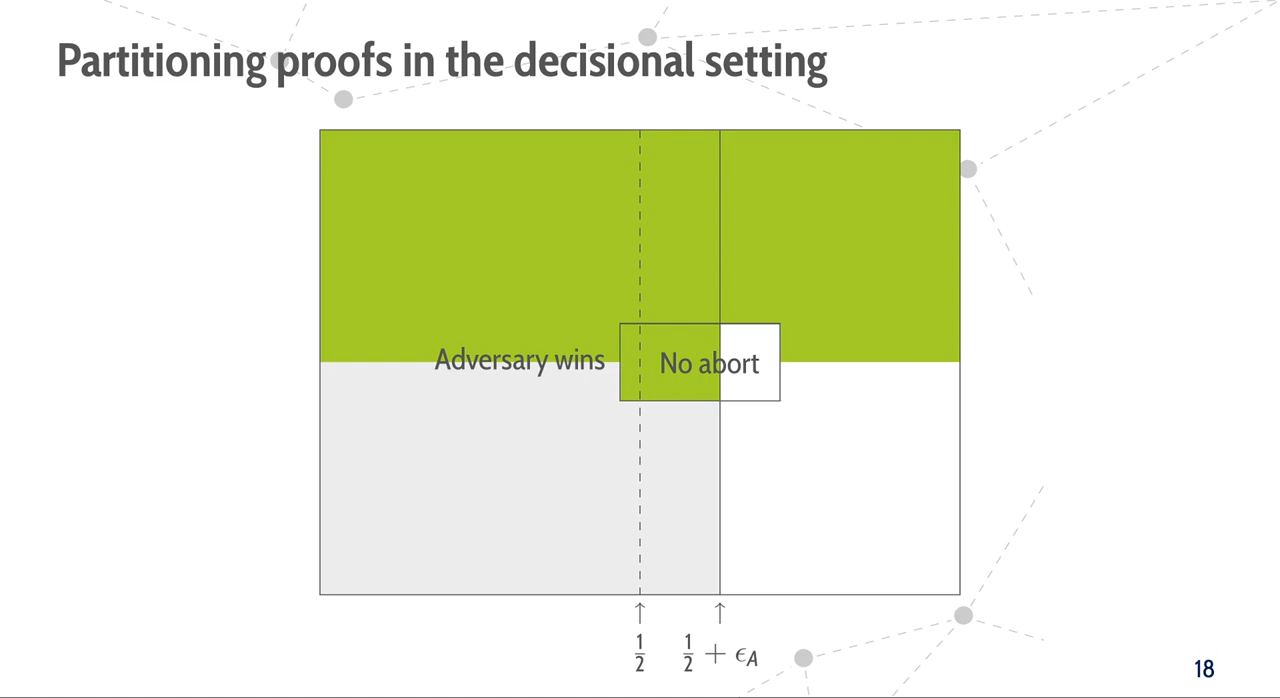 Partitioning proofs in the decisional setting
Adversary wins
No abort
↑ ↑
1/2 1/2 + ϵA
18